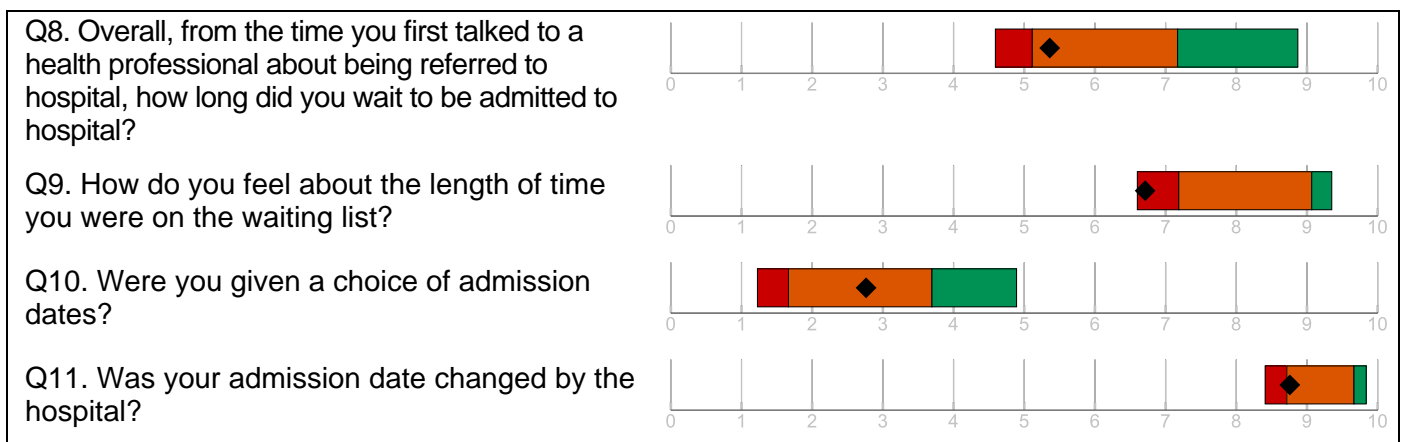 Q8. Overall, from the time you first talked to a
health professional about being referred to
hospital, how long did you wait to be admitted to
hospital?
0 1 2 3 4 5 6 7 8 9 10
Q9. How do you feel about the length of time
you were on the waiting list?
0 1 2 3 4 5 6 7 8 9 10
Q10. Were you given a choice of admission
dates?
0 1 2 3 4 5 6 7 8 9 10
Q11. Was your admission date changed by the
hospital?
0 1 2 3 4 5 6 7 8 9 10